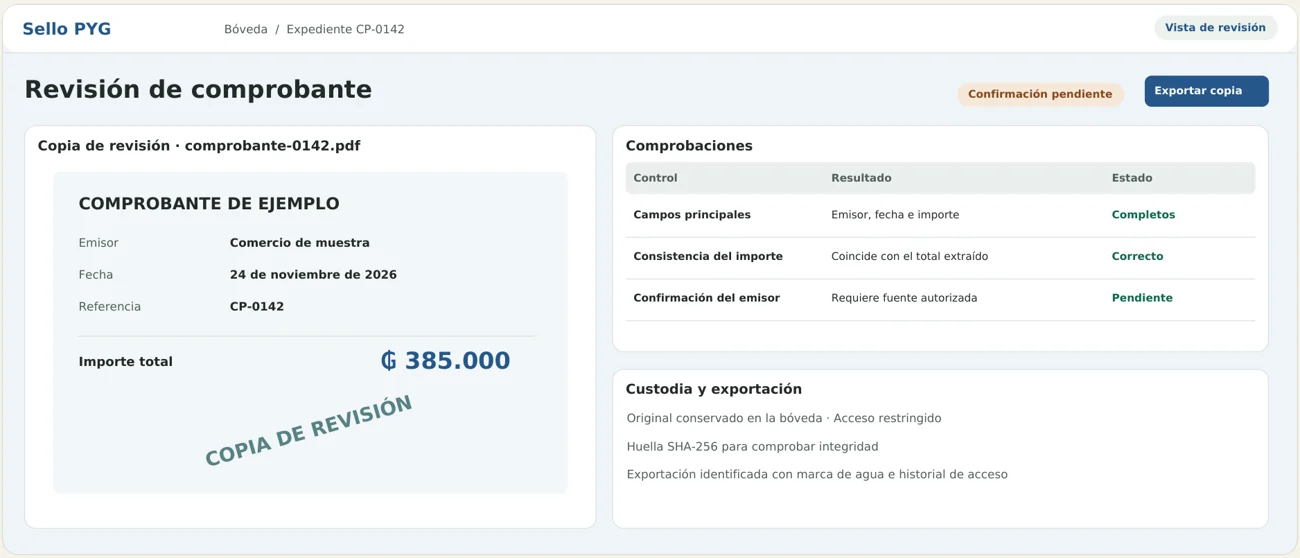 Sello PYG
Bóveda / Expediente CP-0142
Vista de revisión
Revisión de comprobante
Confirmación pendiente
Exportar copia
Copia de revisión · comprobante-0142.pdf
COMPROBANTE DE EJEMPLO
Emisor Comercio de muestra
Fecha 24 de noviembre de 2026
Referencia CP-0142
Importe total ₲ 385.000
COPIA DE REVISIÓN
Comprobaciones
Control Resultado Estado
Campos principales Emisor, fecha e importe Completos
Consistencia del importe Coincide con el total extraído Correcto
Confirmación del emisor Requiere fuente autorizada Pendiente
Custodia y exportación
Original conservado en la bóveda · Acceso restringido
Huella SHA-256 para comprobar integridad
Exportación identificada con marca de agua e historial de acceso